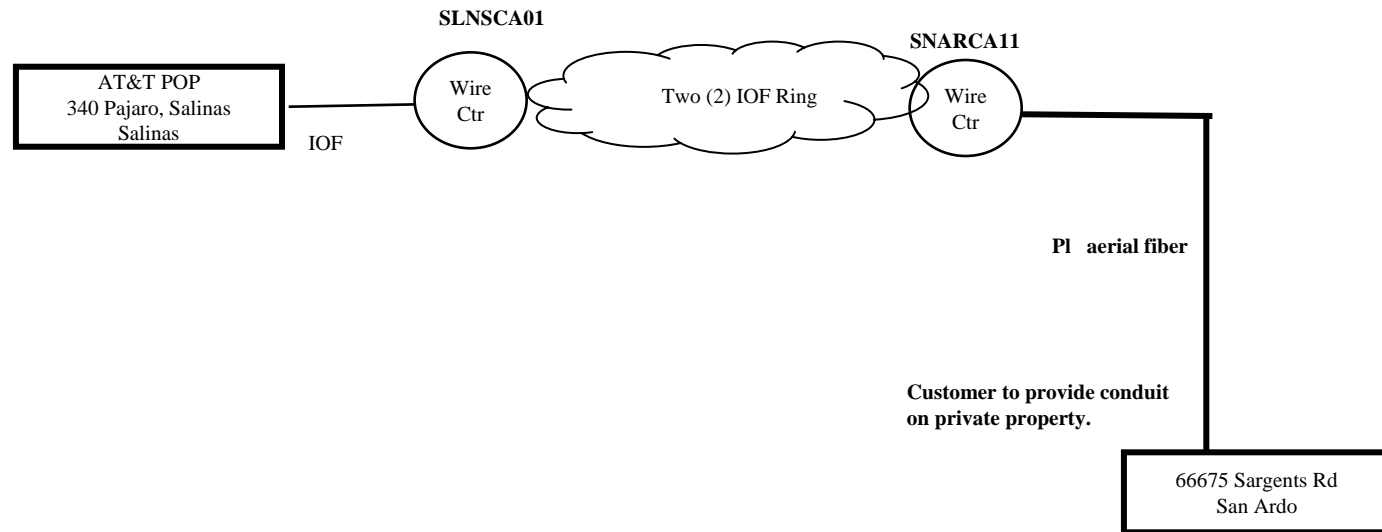 SLNSCA01
SNARCA11
AT&T POP
340 Pajaro, Salinas
Salinas
Wire
Ctr
Two (2) IOF Ring
Wire
Ctr
IOF
Pl aerial fiber
Customer to provide conduit
on private property.
66675 Sargents Rd
San Ardo